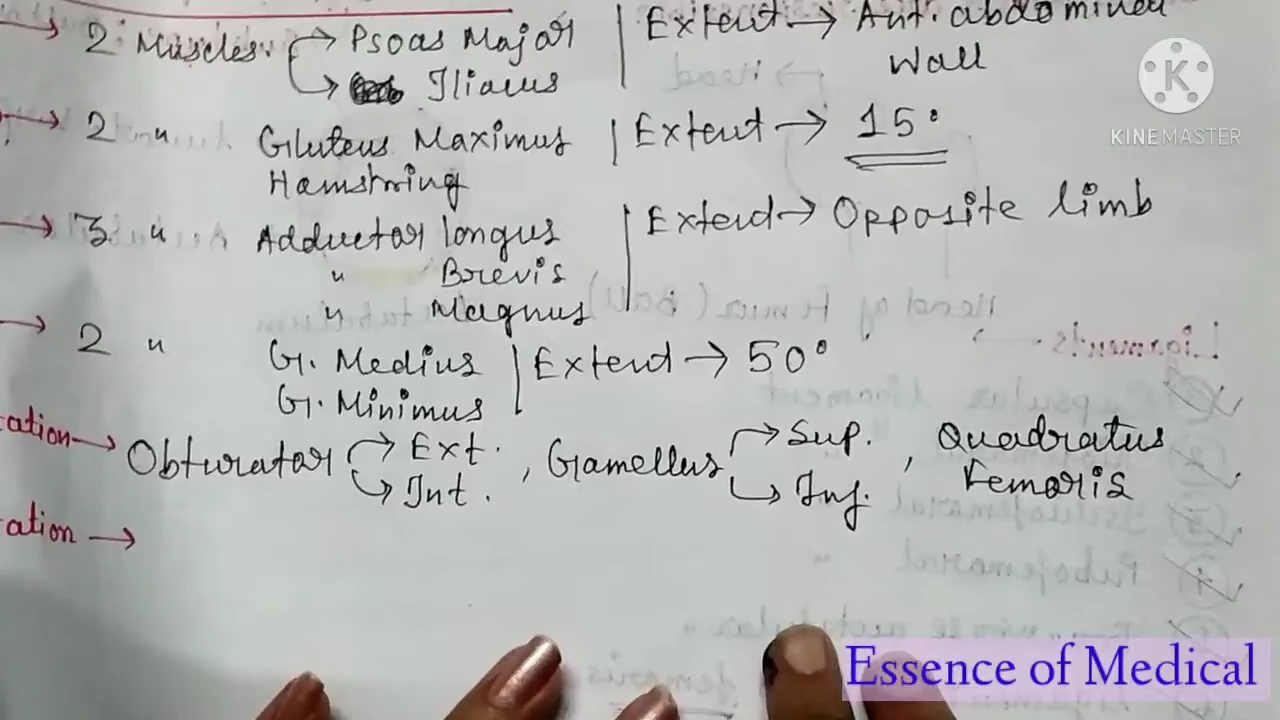 → 2 Muscles. → Psoas Major | Extent → Ant. abdominal
→ Iliacus wall
→ 2 " Gluteus Maximus | Extent → 15°
Hamstring
→ 3 " Adductor longus | Extend → Opposite limb
" Brevis
" Magnus
→ 2 " G. Medius | Extent → 50°
G. Minimus
cation → Obturator → Ext. , Gamellus → Sup. , Quadratus
→ Int. → Inf. Femoris
ation →
K
KINEMASTER
Essence of Medical